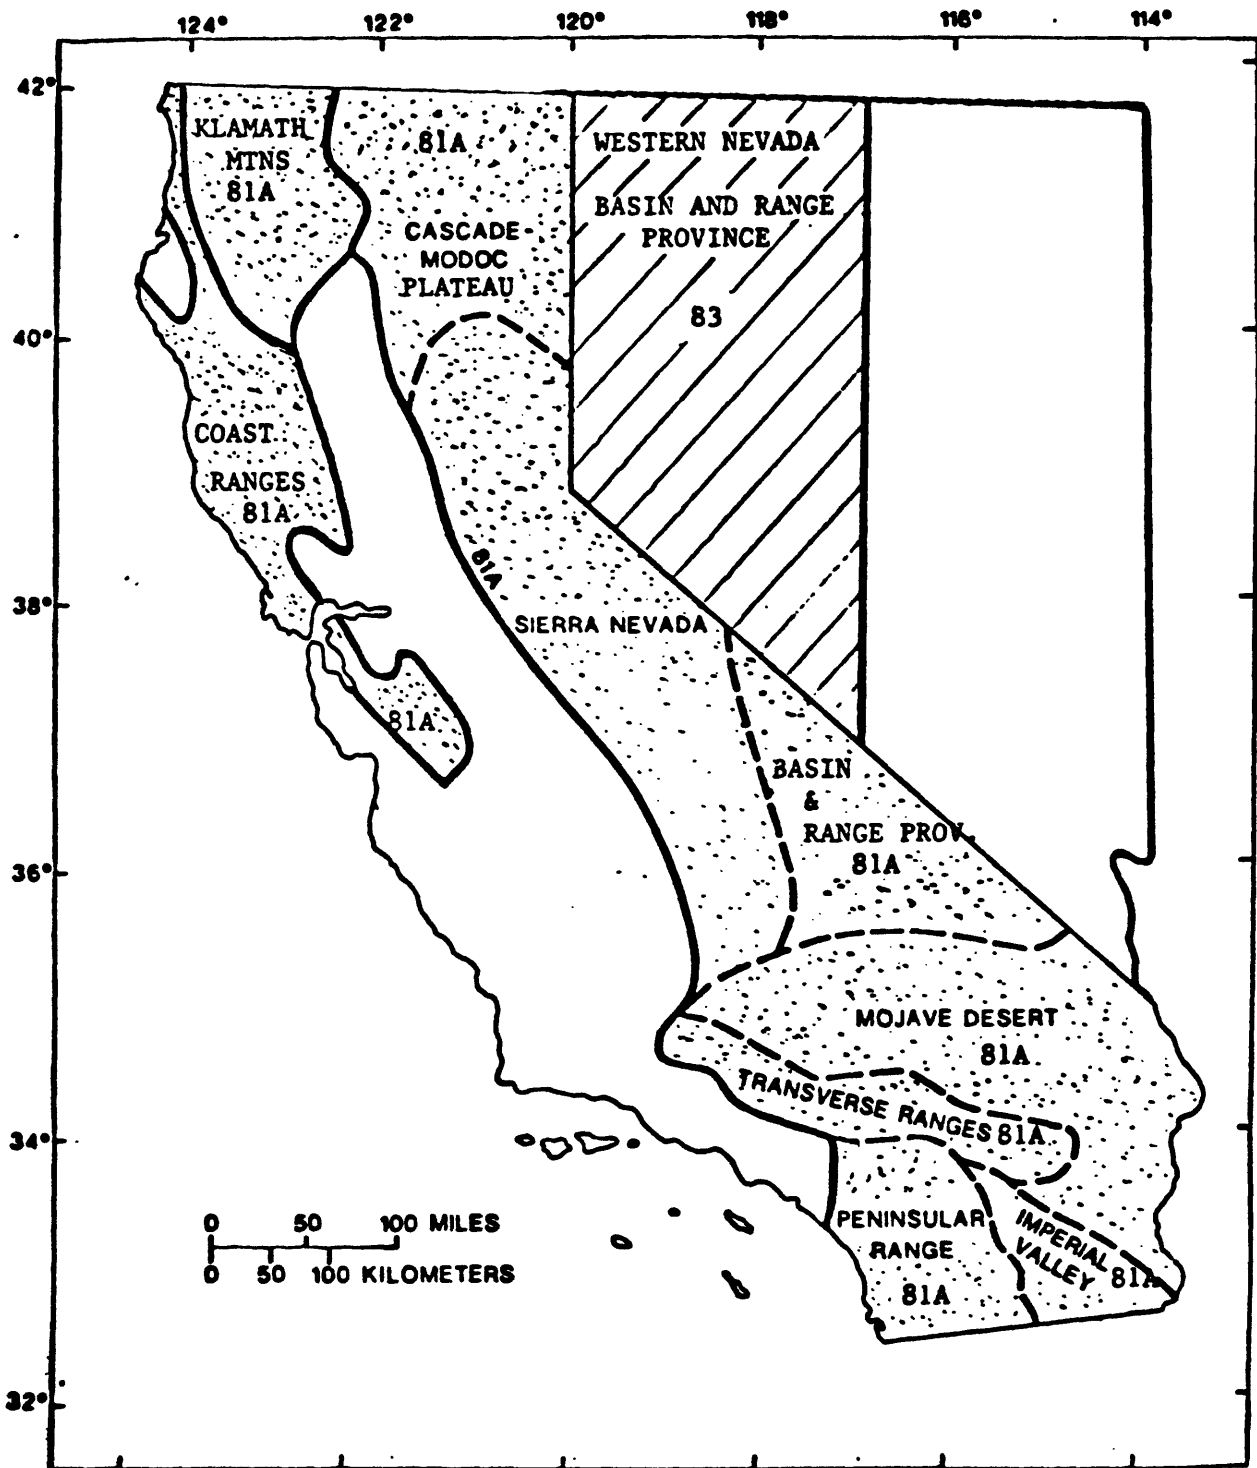 124° 122° 120° 118° 116° 114°
42°
40°
38°
36°
34°
32°
KLAMATH
MTNS
81A
81A
CASCADE
MODOC
PLATEAU
WESTERN NEVADA
BASIN AND RANGE
PROVINCE
83
COAST
RANGES
81A
81A
SIERRA NEVADA
81A
BASIN
&
RANGE PROV.
81A
MOJAVE DESERT
81A
TRANSVERSE RANGES 81A
PENINSULAR
RANGE
81A
IMPERIAL
VALLEY
81A
0 50 100 MILES
0 50 100 KILOMETERS